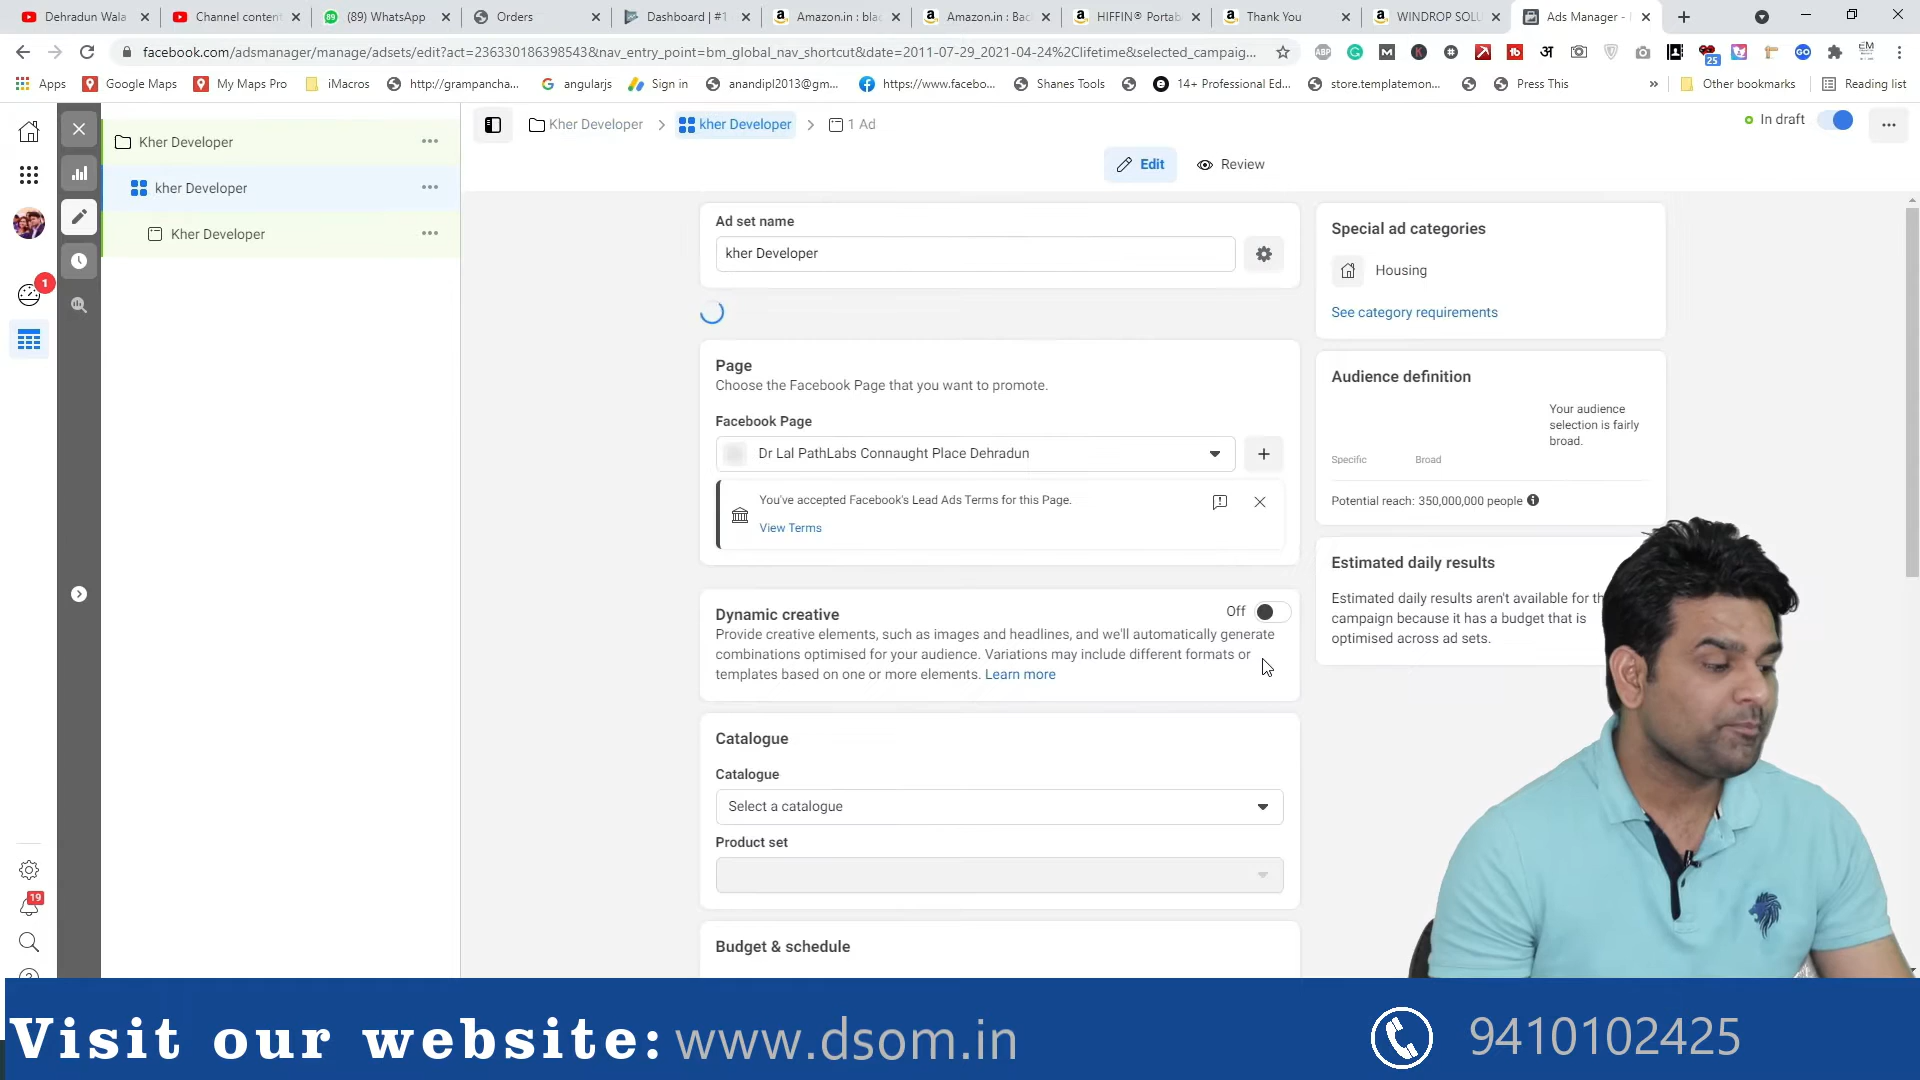 Dehradun Wala
Channel content
(89) WhatsApp
Orders
Dashboard | #1
Amazon.in : blac
Amazon.in : Bac
HIFFIN® Portab
Thank You
WINDROP SOLU
Ads Manager -
facebook.com/adsmanager/manage/adsets/edit?act=236330186398543&nav_entry_point=bm_global_nav_shortcut&date=2011-07-29_2021-04-24%2Clifetime&selected_campaig...
25
Apps
Google Maps
My Maps Pro
iMacros
http://grampancha...
angularjs
Sign in
anandipl2013@gm...
https://www.facebo...
Shanes Tools
14+ Professional Ed...
store.templatemon...
Press This
»
Other bookmarks
Reading list
Kher Developer
kher Developer
Kher Developer
1
19
Kher Developer
kher Developer
1 Ad
In draft
Edit
Review
Ad set name
kher Developer
Page
Choose the Facebook Page that you want to promote.
Facebook Page
Dr Lal PathLabs Connaught Place Dehradun
You've accepted Facebook's Lead Ads Terms for this Page.
View Terms
Dynamic creative
Off
Provide creative elements, such as images and headlines, and we'll automatically generate
combinations optimised for your audience. Variations may include different formats or
templates based on one or more elements. Learn more
Catalogue
Catalogue
Select a catalogue
Product set
Budget & schedule
Special ad categories
Housing
See category requirements
Audience definition
Your audience
selection is fairly
broad.
Specific
Broad
Potential reach: 350,000,000 people
Estimated daily results
Estimated daily results aren't available for th
campaign because it has a budget that is
optimised across ad sets.
Visit our website: www.dsom.in
9410102425